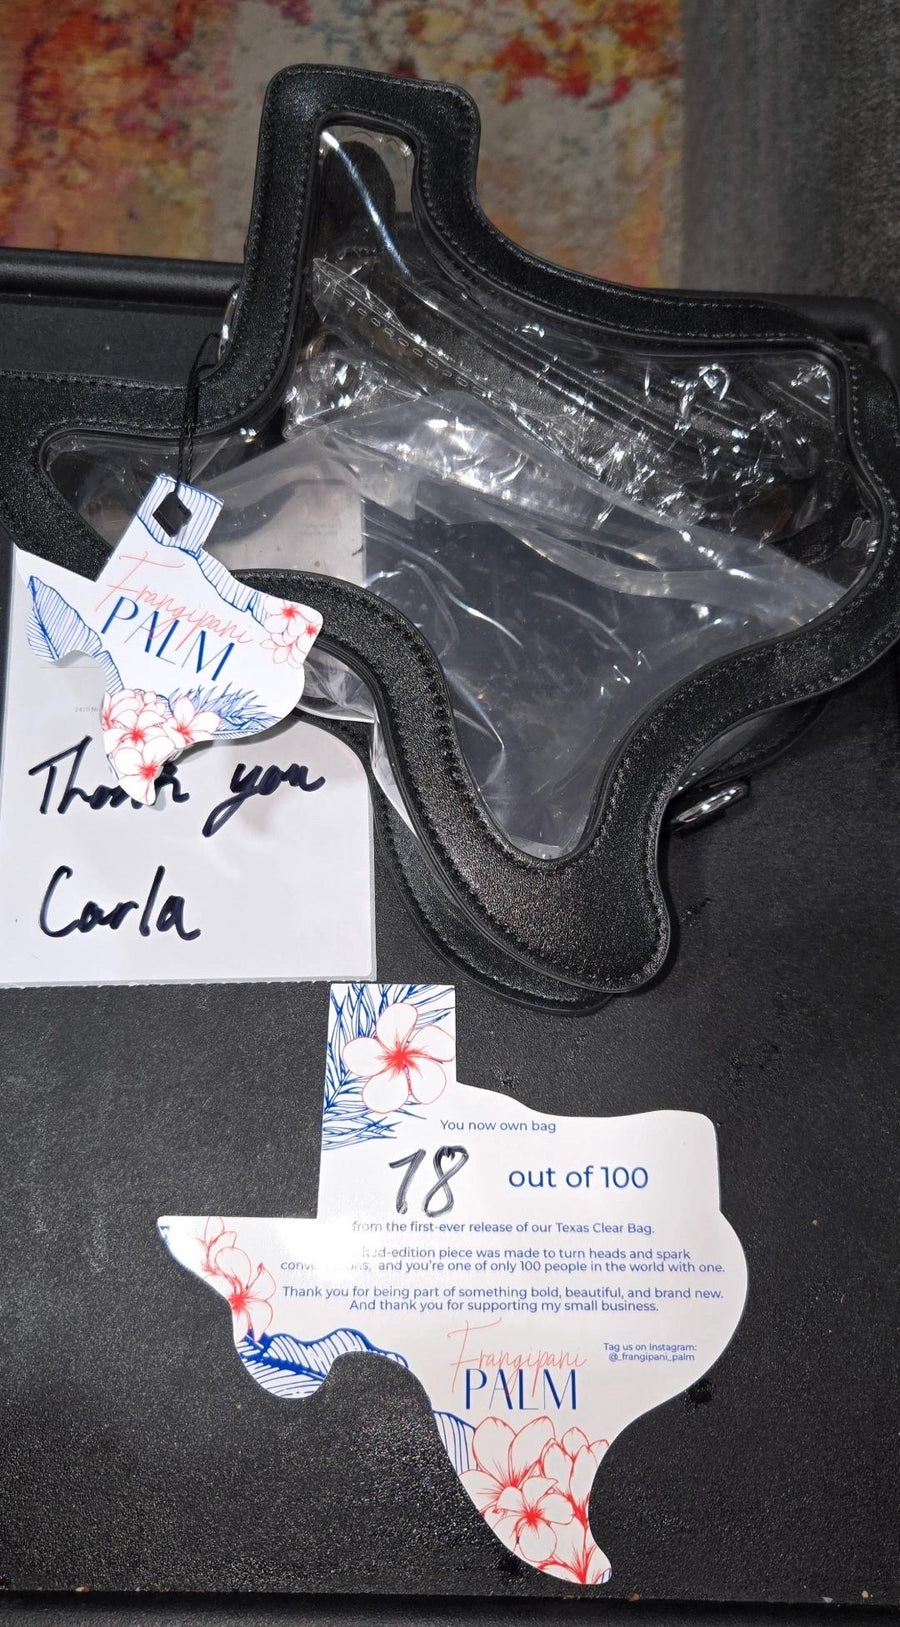 Frangipani
PALM
Thank you
Carla
You now own bag
78 out of 100
from the first-ever release of our Texas Clear Bag.
-edition piece was made to turn heads and spark
and you're one of only 100 people in the world with one.
Thank you for being part of something bold, beautiful, and brand new.
And thank you for supporting my small business.
Tag us on Instagram:
@_frangipani_palm
Frangipani
PALM